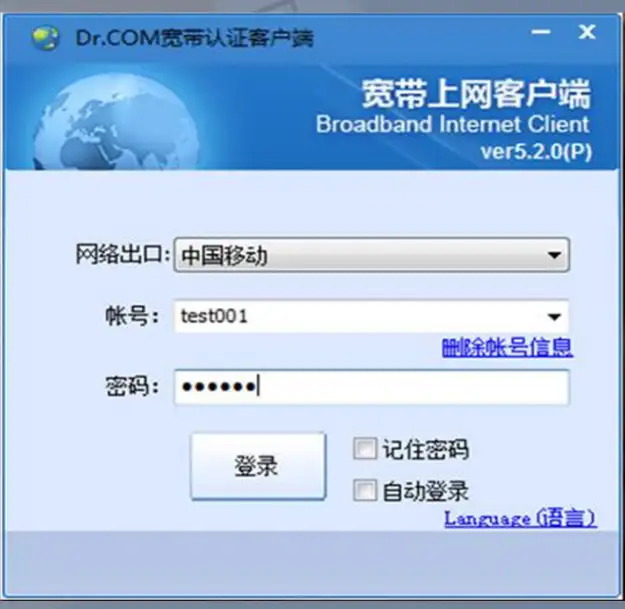 Dr.COM宽带认证客户端
宽带上网客户端
Broadband Internet Client
ver5.2.0(P)
网络出口: 中国移动
帐号: test001
删除帐号信息
密码: ●●●●●●
登录
记住密码
自动登录
Language(语言)